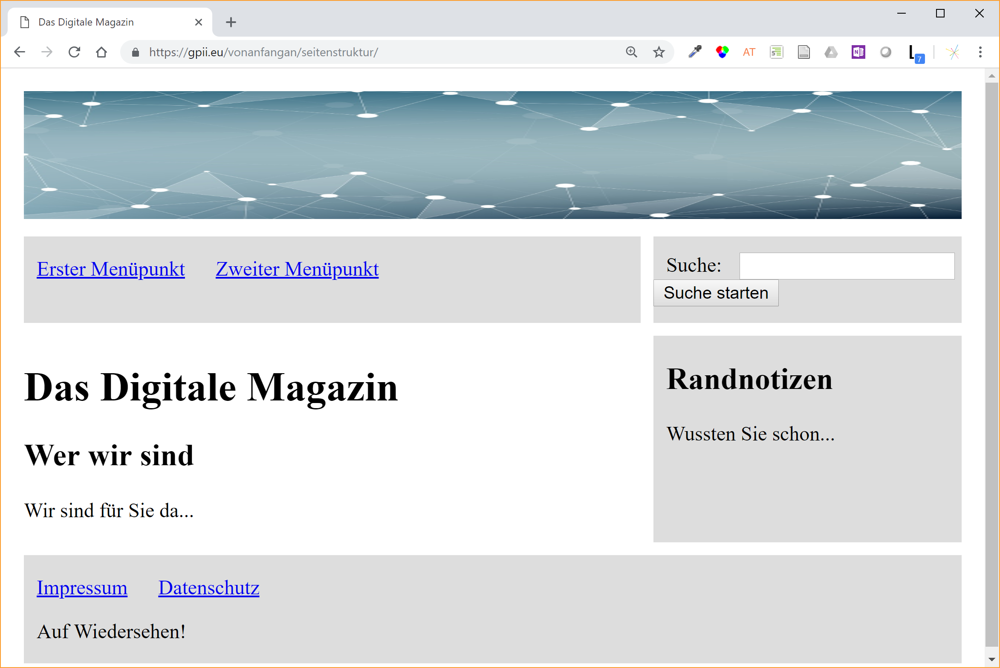 Das Digitale Magazin
https://gpii.eu/vonanfangan/seitenstruktur/
AT
5
N
L
7
Erster Menüpunkt Zweiter Menüpunkt
Suche:
Suche starten
Das Digitale Magazin
Wer wir sind
Wir sind für Sie da...
Randnotizen
Wussten Sie schon...
Impressum Datenschutz
Auf Wiedersehen!